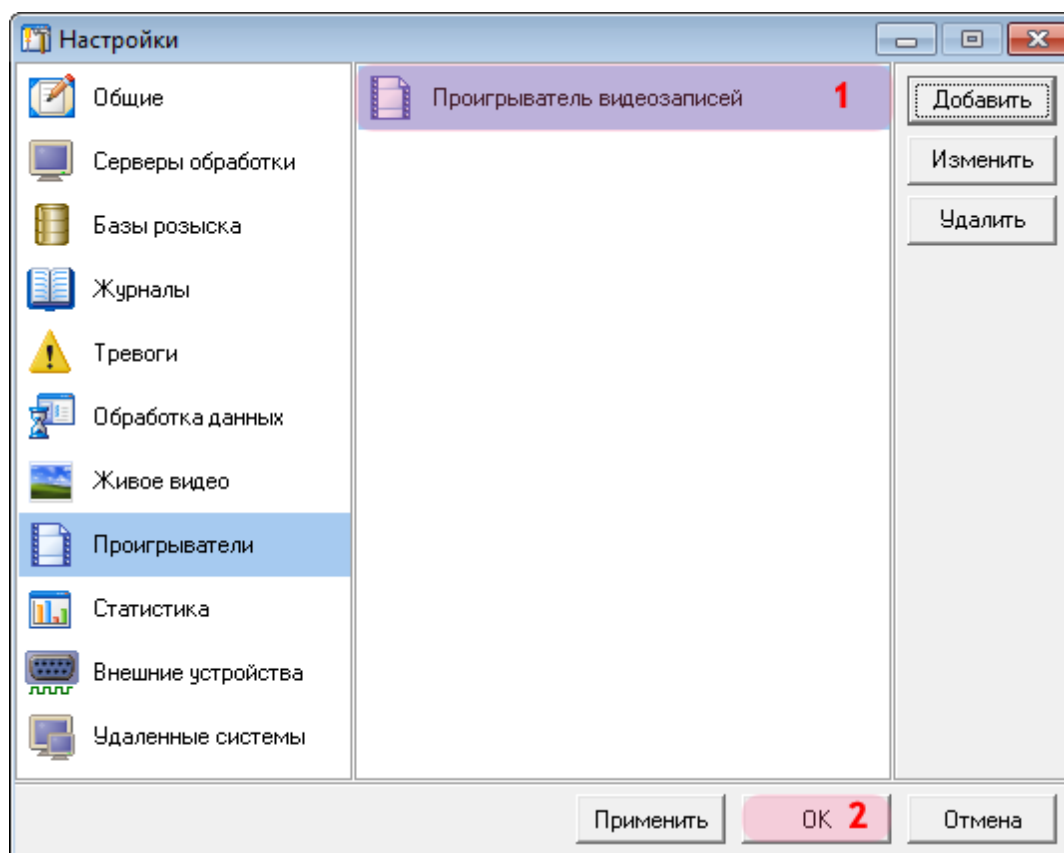 Настройки
Общие
Серверы обработки
Базы розыска
Журналы
Тревоги
Обработка данных
Живое видео
Проигрыватели
Статистика
Внешние устройства
Удаленные системы
Проигрыватель видеозаписей 1
Добавить
Изменить
Удалить
Применить
OK 2
Отмена